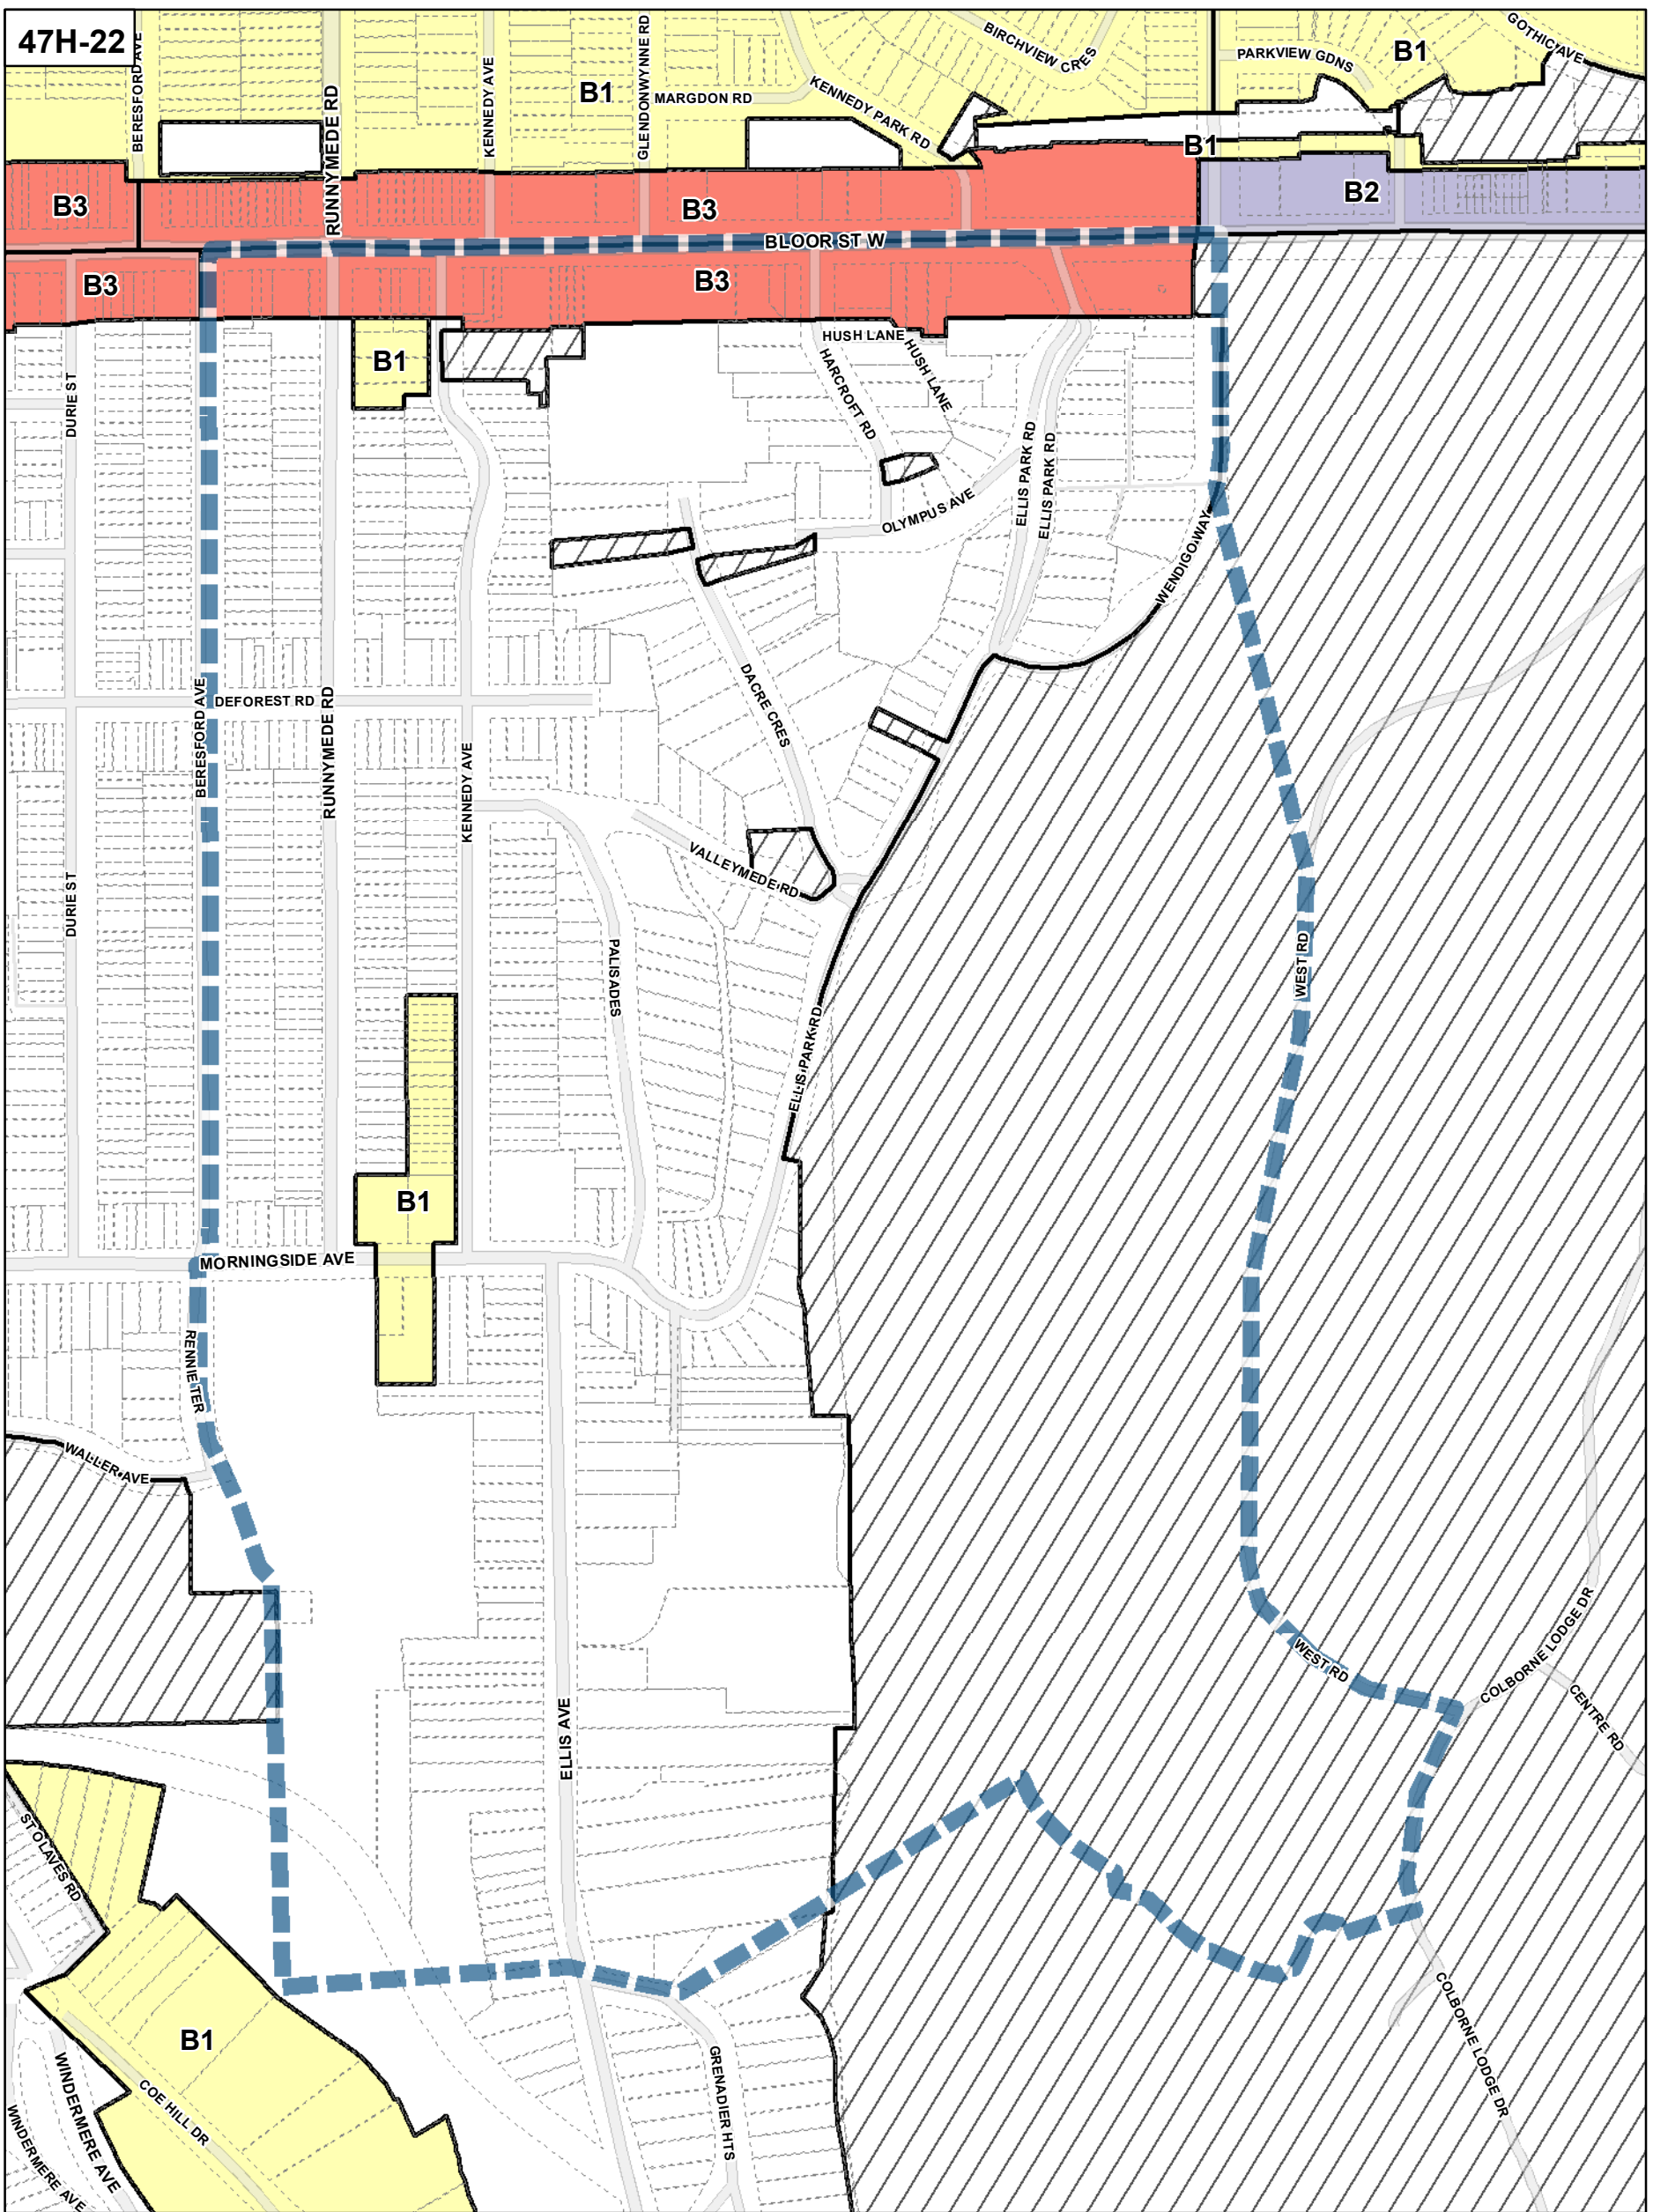 47H-22
BERESFORD AVE
RUNNYMEDE RD
KENNEDY AVE
GLENDONWYNNE RD
B1
MARGDON RD
KENNEDY PARK RD
BIRCHVIEW CRES
PARKVIEW GDNS
B1
GOTHIC AVE
B1
B3
B3
B2
BLOOR ST W
B3
B3
B1
HUSH LANE
HUSH LANE
HARCROFT RD
DURIE ST
ELLIS PARK RD
ELLIS PARK RD
OLYMPUS AVE
WENDIGO WAY
DACRE CRES
BERESFORD AVE
DEFOREST RD
RUNNYMEDE RD
KENNEDY AVE
VALLEYMEDE RD
DURIE ST
PALISADES
WEST RD
ELLIS PARK RD
B1
MORNINGSIDE AVE
RENNIE TER
WALLER AVE
WEST RD
COLBORNE LODGE DR
CENTRE RD
ELLIS AVE
ST OLAVES RD
B1
COE HILL DR
WINDERMERE AVE
WINDERMERE AVE
GRENADIER HTS
COLBORNE LODGE DR